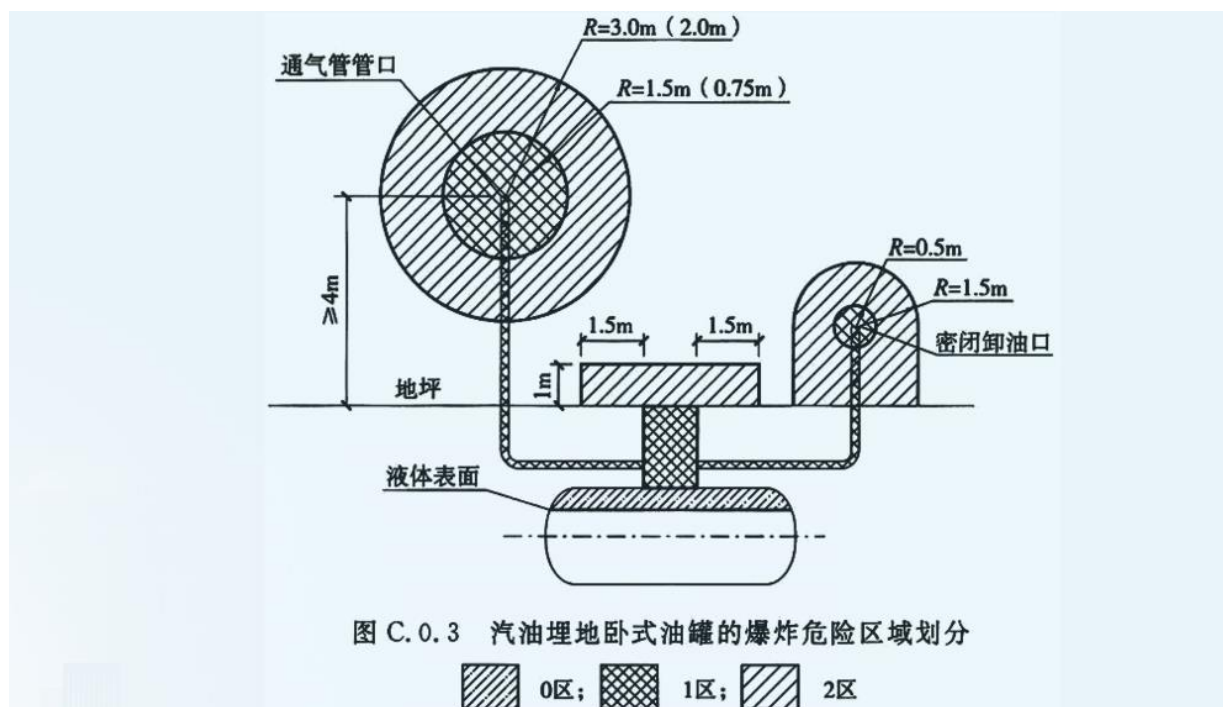 R=3.0m（2.0m）
通气管管口
R=1.5m（0.75m）
≥4m
R=0.5m
R=1.5m
1.5m
1.5m
密闭卸油口
1m
地坪
液体表面
图 C.0.3 汽油埋地卧式油罐的爆炸危险区域划分
0区； 1区； 2区